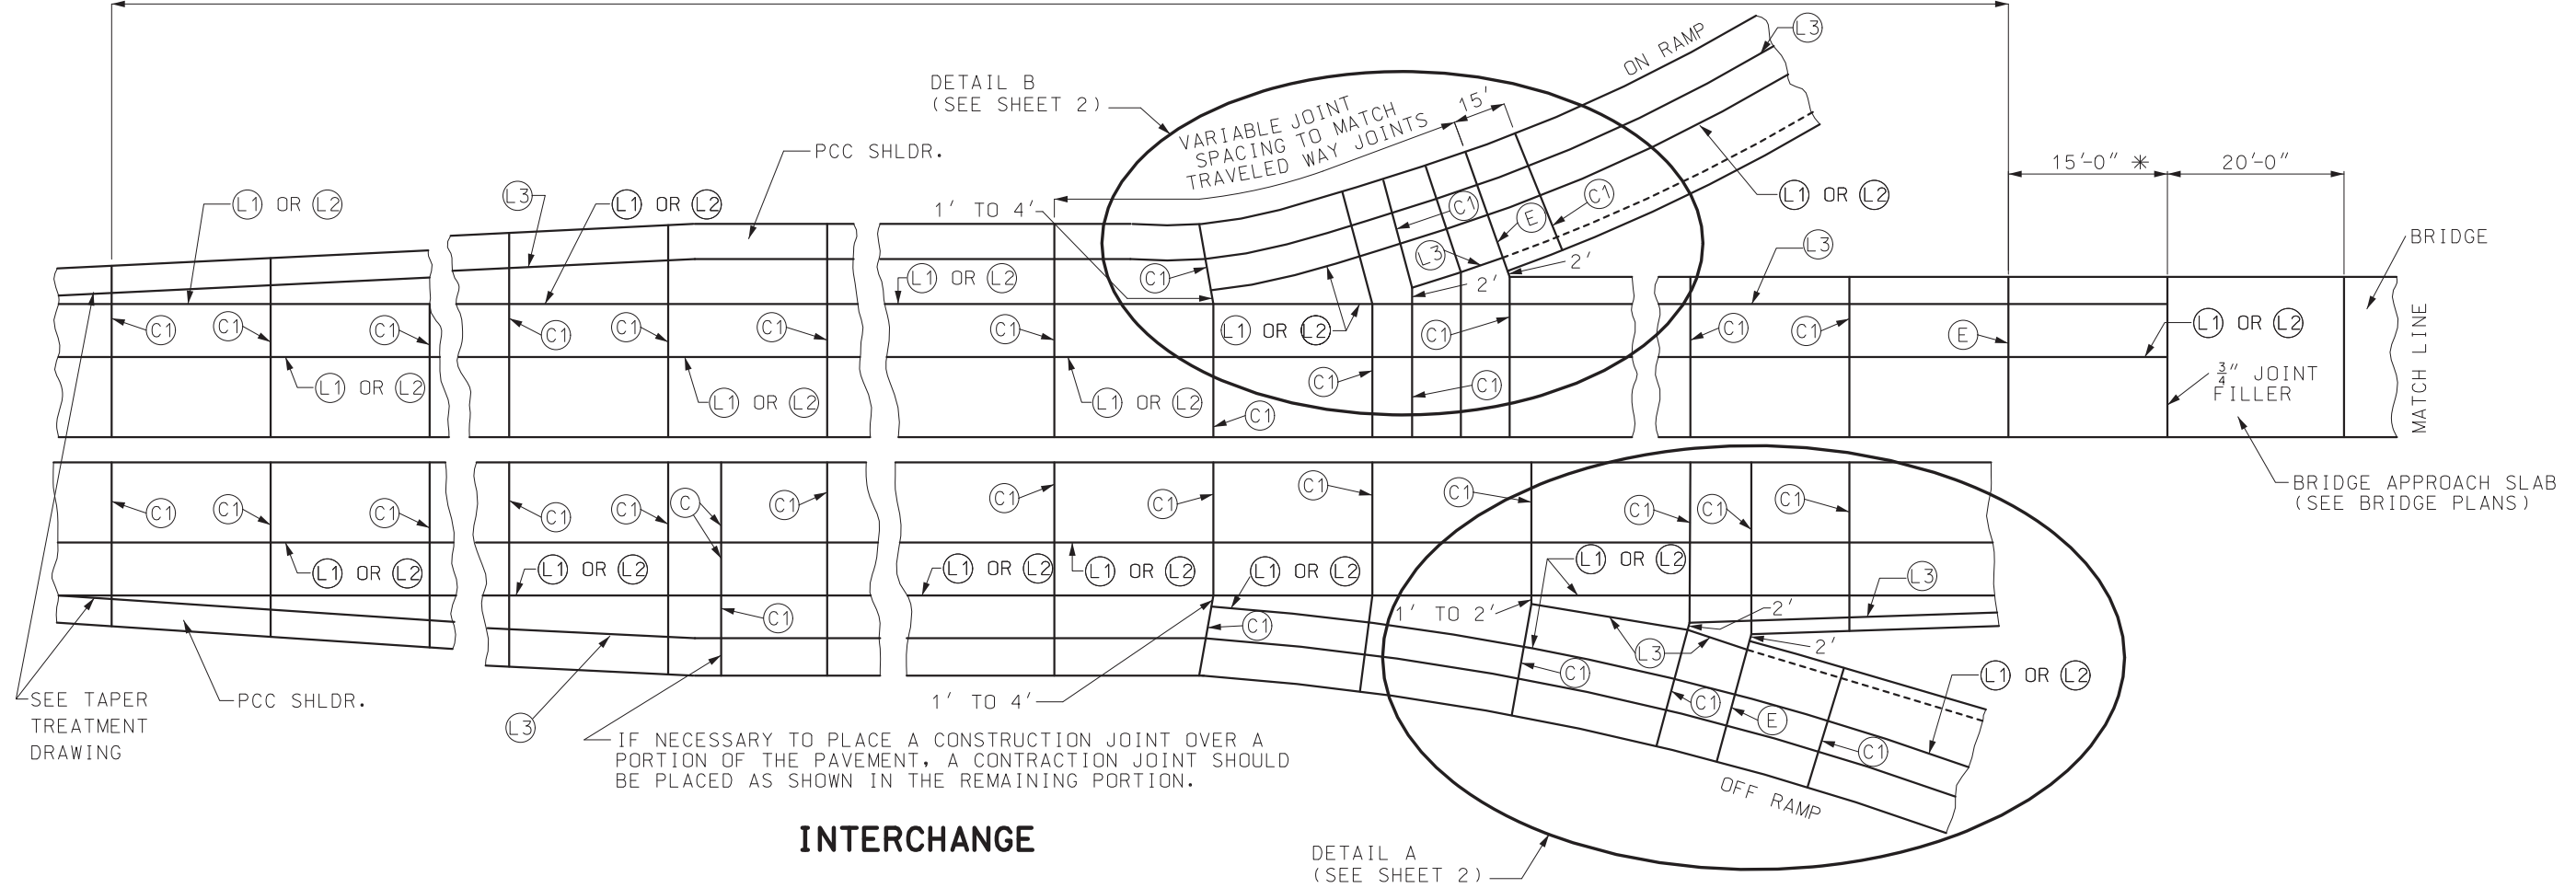 ON RAMP
L3
DETAIL B
(SEE SHEET 2)
VARIABLE JOINT
SPACING TO MATCH
TRAVELED WAY JOINTS
15'
PCC SHLDR.
15'-0" *
20'-0"
L1 OR L2
L3
L1 OR L2
1' TO 4'
C1
E
C1
L1 OR L2
BRIDGE
L3
L3
2'
C1
L1 OR L2
2'
C1
C1
C1
C1
C1
C1
C1
L1 OR L2
C1
C1
C1
E
L1 OR L2
MATCH LINE
3/4" JOINT
FILLER
L1 OR L2
L1 OR L2
L1 OR L2
C1
C1
C1
BRIDGE APPROACH SLAB
(SEE BRIDGE PLANS)
C1
C1
C1
C1
C1
C
C1
C1
C1
C1
C1
C1
C1
C1
L1 OR L2
L1 OR L2
L1 OR L2
L1 OR L2
L1 OR L2
L1 OR L2
L3
1' TO 2'
2'
C1
C1
2'
L3
SEE TAPER
TREATMENT
DRAWING
PCC SHLDR.
L3
1' TO 4'
C1
C1
E
C1
L1 OR L2
IF NECESSARY TO PLACE A CONSTRUCTION JOINT OVER A
PORTION OF THE PAVEMENT, A CONTRACTION JOINT SHOULD
BE PLACED AS SHOWN IN THE REMAINING PORTION.
OFF RAMP
INTERCHANGE
DETAIL A
(SEE SHEET 2)